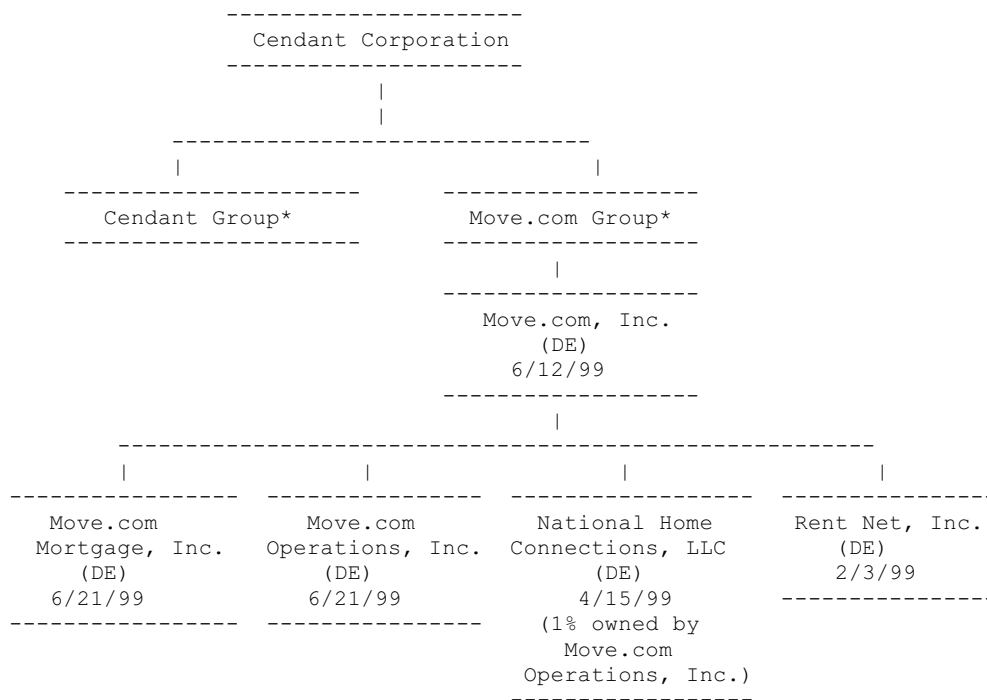 Cendant Corporation
Cendant Group*
Move.com Group*
Move.com, Inc.
(DE)
6/12/99
Move.com
Mortgage, Inc.
(DE)
6/21/99
Move.com
Operations, Inc.
(DE)
6/21/99
National Home
Connections, LLC
(DE)
4/15/99
(1% owned by
Move.com
Operations, Inc.)
Rent Net, Inc.
(DE)
2/3/99